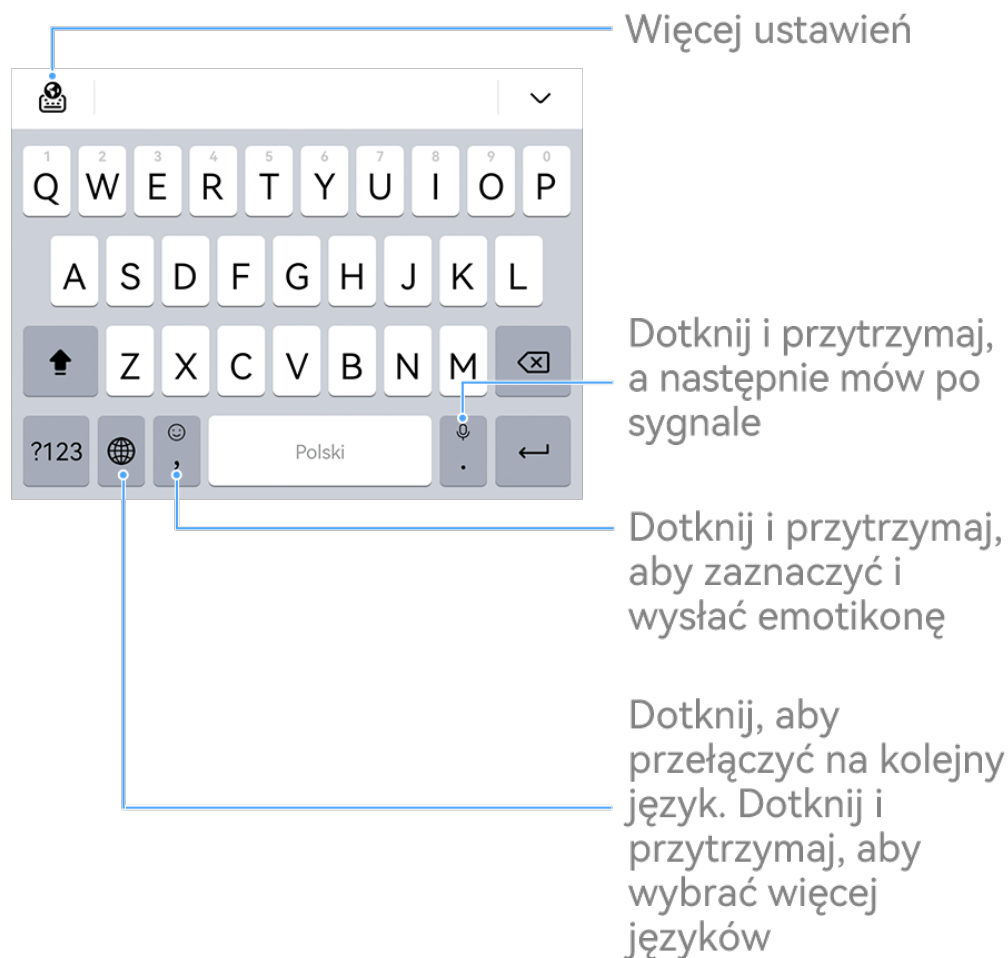 Więcej ustawień
1 2 3 4 5 6 7 8 9 0
Q W E R T Y U I O P
A S D F G H J K L
Z X C V B N M
?123 , Polski .
Dotknij i przytrzymaj,
a następnie mów po
sygnale
Dotknij i przytrzymaj,
aby zaznaczyć i
wysłać emotikonę
Dotknij, aby
przełączyć na kolejny
język. Dotknij i
przytrzymaj, aby
wybrać więcej
języków